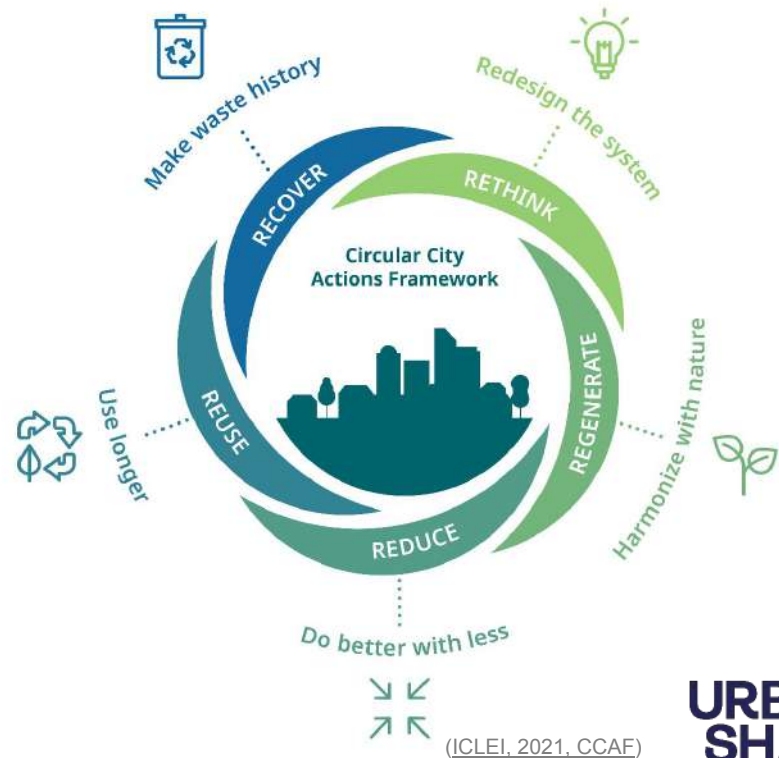 Make waste history
Redesign the system
RECOVER
RETHINK
Circular City
Actions Framework
REUSE
REGENERATE
Use longer
Harmonize with nature
REDUCE
Do better with less
(ICLEI, 2021, CCAF)